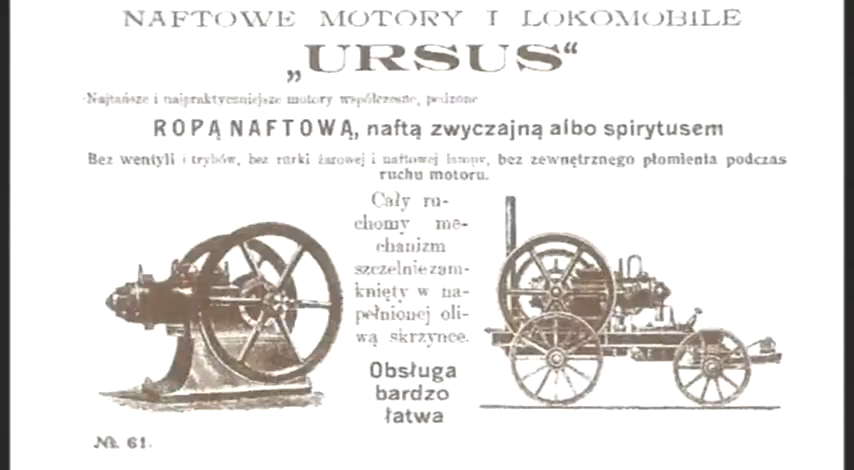 NAFTOWE MOTORY I LOKOMOBILE
„URSUS“
Najtańsze i najpraktyczniejsze motory współczesne, pędzone
ROPĄ NAFTOWĄ, naftą zwyczajną albo spirytusem
Bez wentyli i trybów, bez rurki żarowej i naftowej lampy, bez zewnętrznego płomienia podczas
ruchu motoru.
Cały ru-
chomy me-
chanizm
szczelnie zam-
knięty w na-
pełnionej oli-
wą skrzynce.
Obsługa
bardzo
łatwa
№ 61.